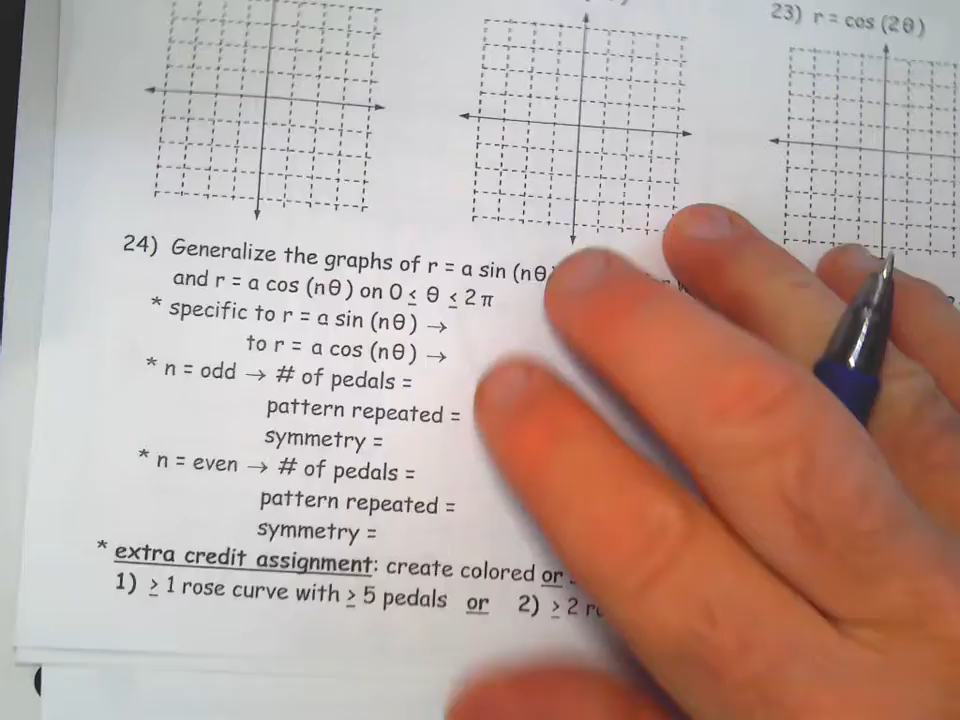 23) r = cos (2θ)
24) Generalize the graphs of r = a sin (nθ
and r = a cos (nθ) on 0 ≤ θ ≤ 2π
* specific to r = a sin (nθ) →
to r = a cos (nθ) →
* n = odd → # of pedals =
pattern repeated =
symmetry =
* n = even → # of pedals =
pattern repeated =
symmetry =
* extra credit assignment: create colored or
1) ≥ 1 rose curve with ≥ 5 pedals or 2) ≥ 2